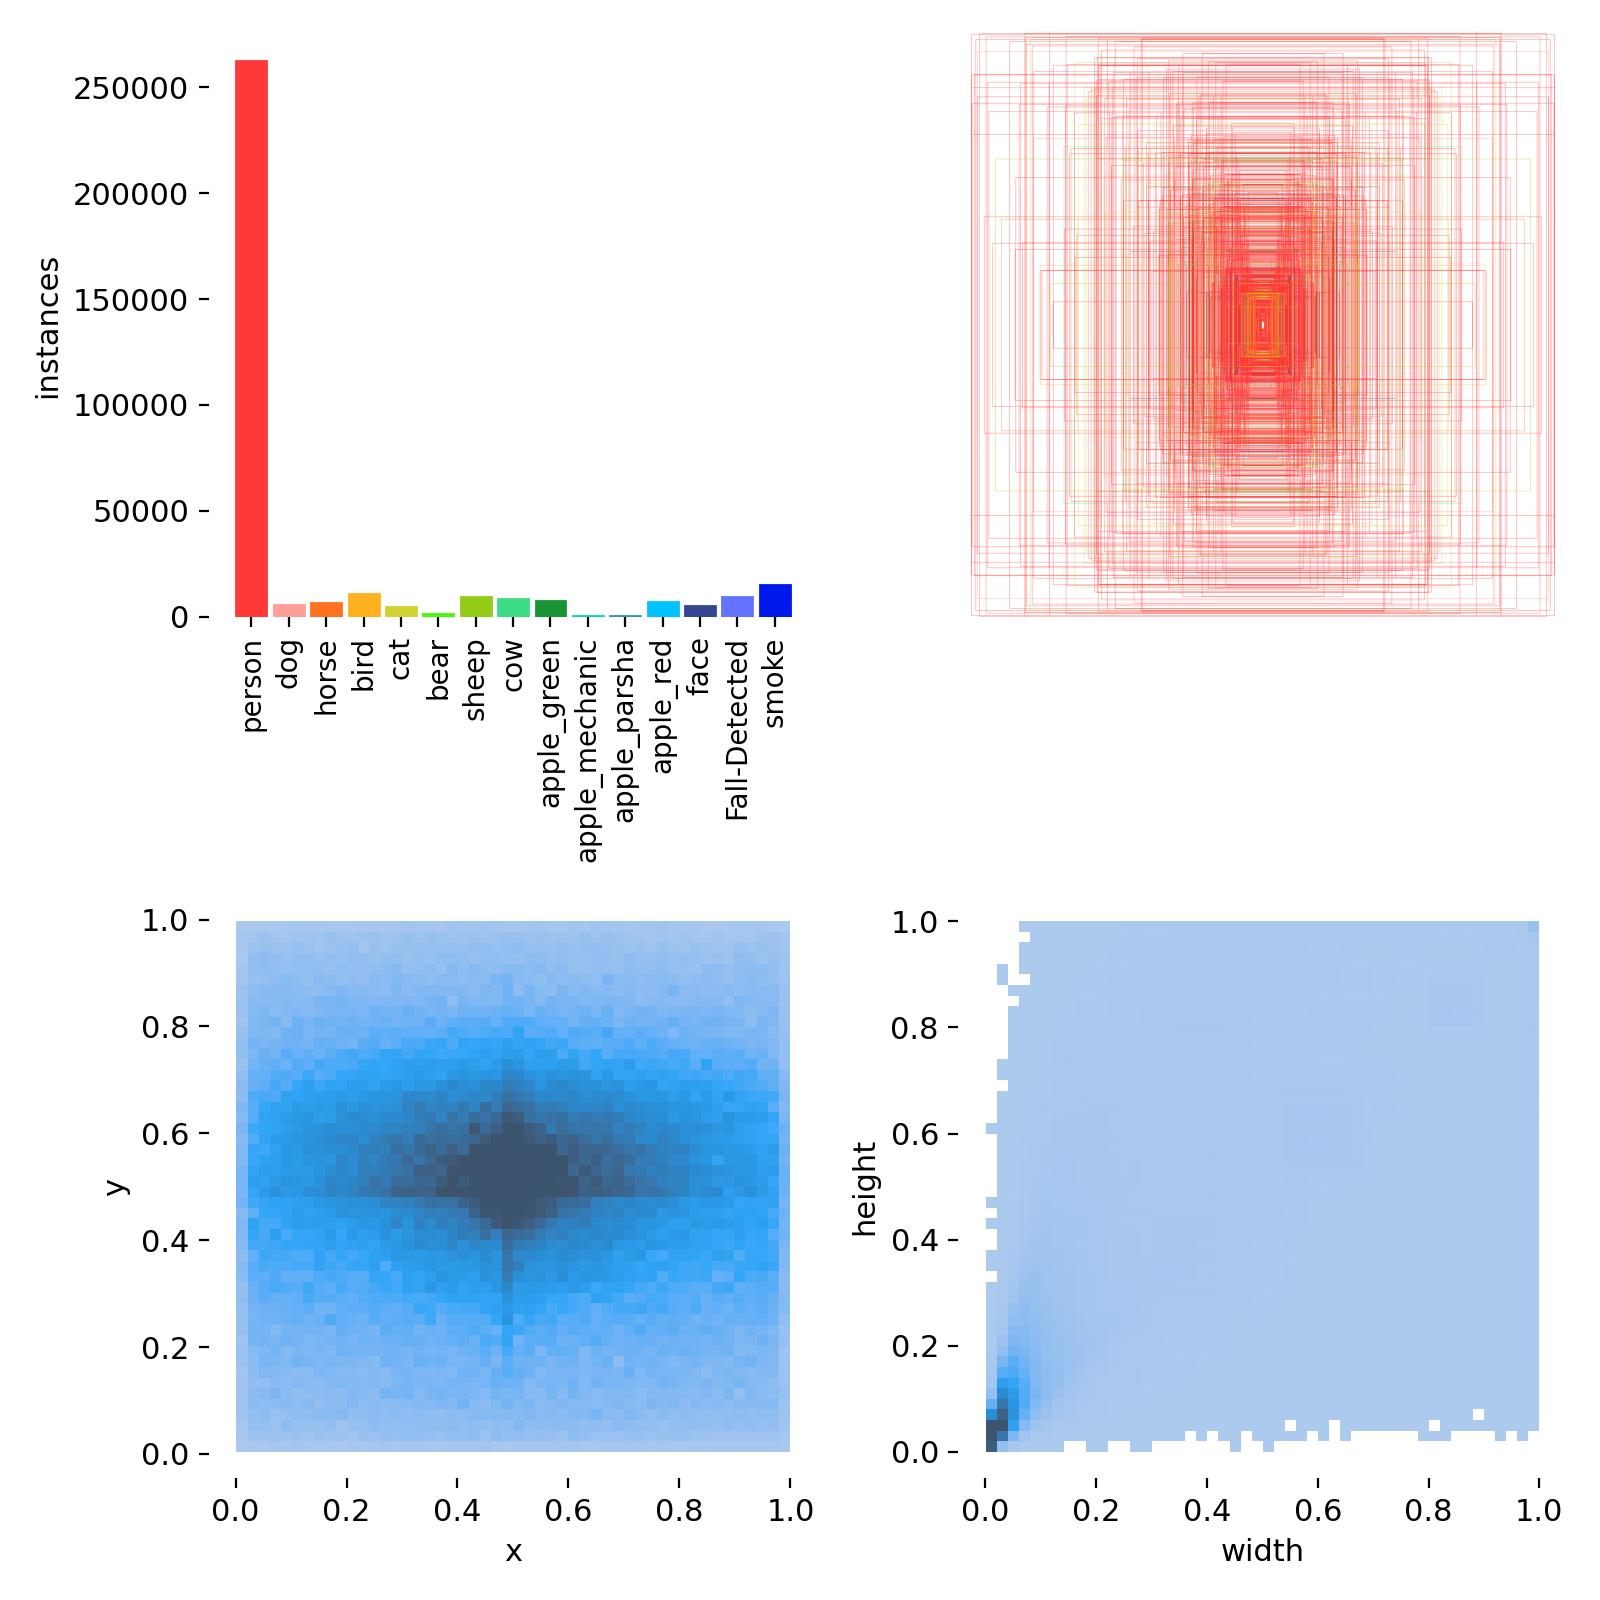 250000
200000
150000
100000
50000
0
instances
person
dog
horse
bird
cat
bear
sheep
cow
apple_green
apple_mechanic
apple_parsha
apple_red
face
Fall-Detected
smoke
1.0
0.8
0.6
0.4
0.2
0.0
y
0.0 0.2 0.4 0.6 0.8 1.0
x
1.0
0.8
0.6
0.4
0.2
0.0
height
0.0 0.2 0.4 0.6 0.8 1.0
width